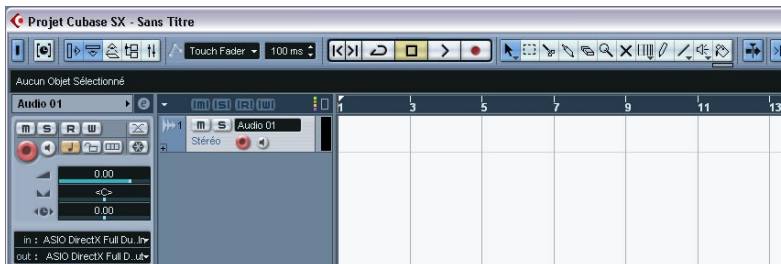 Projet Cubase SX - Sans Titre
Touch Fader 100 ms
Aucun Objet Sélectionné
Audio 01 e m S R W 1 3 5 7 9 11 13
m S R W 1 m S Audio 01
Stéréo
0.00
<C>
0.00
in : ASIO DirectX Full Du..In
out : ASIO DirectX Full D..ut